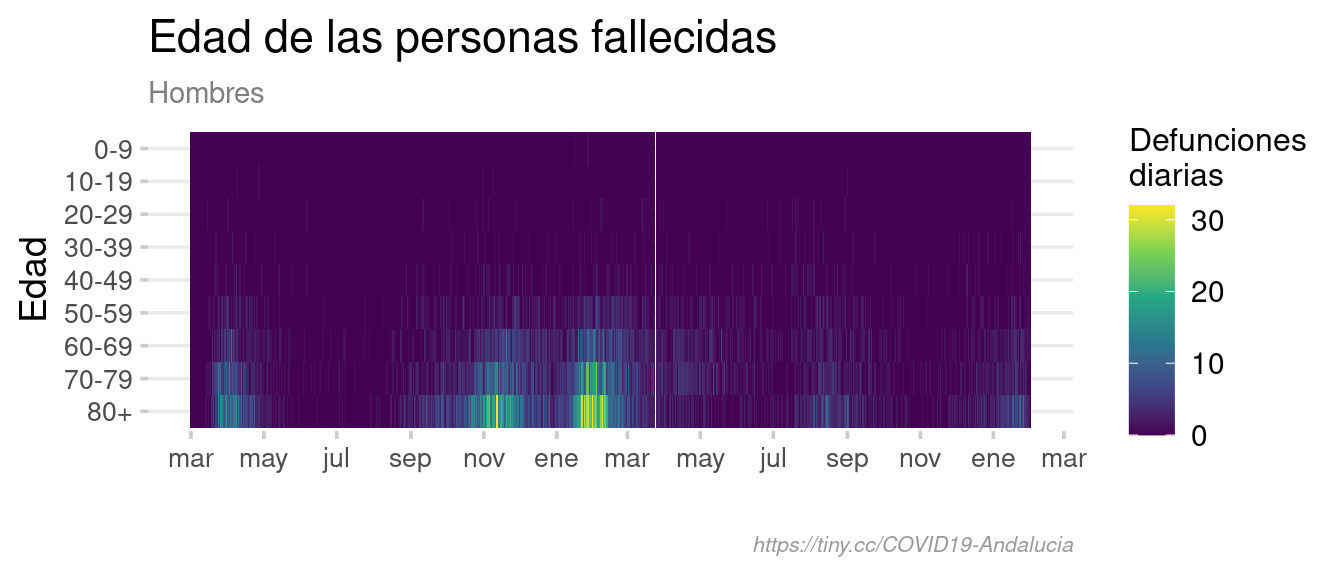 Edad de las personas fallecidas
Hombres
Edad
0-9
10-19
20-29
30-39
40-49
50-59
60-69
70-79
80+
mar may jul sep nov ene mar may jul sep nov ene mar
Defunciones
diarias
30
20
10
0
https://tiny.cc/COVID19-Andalucia